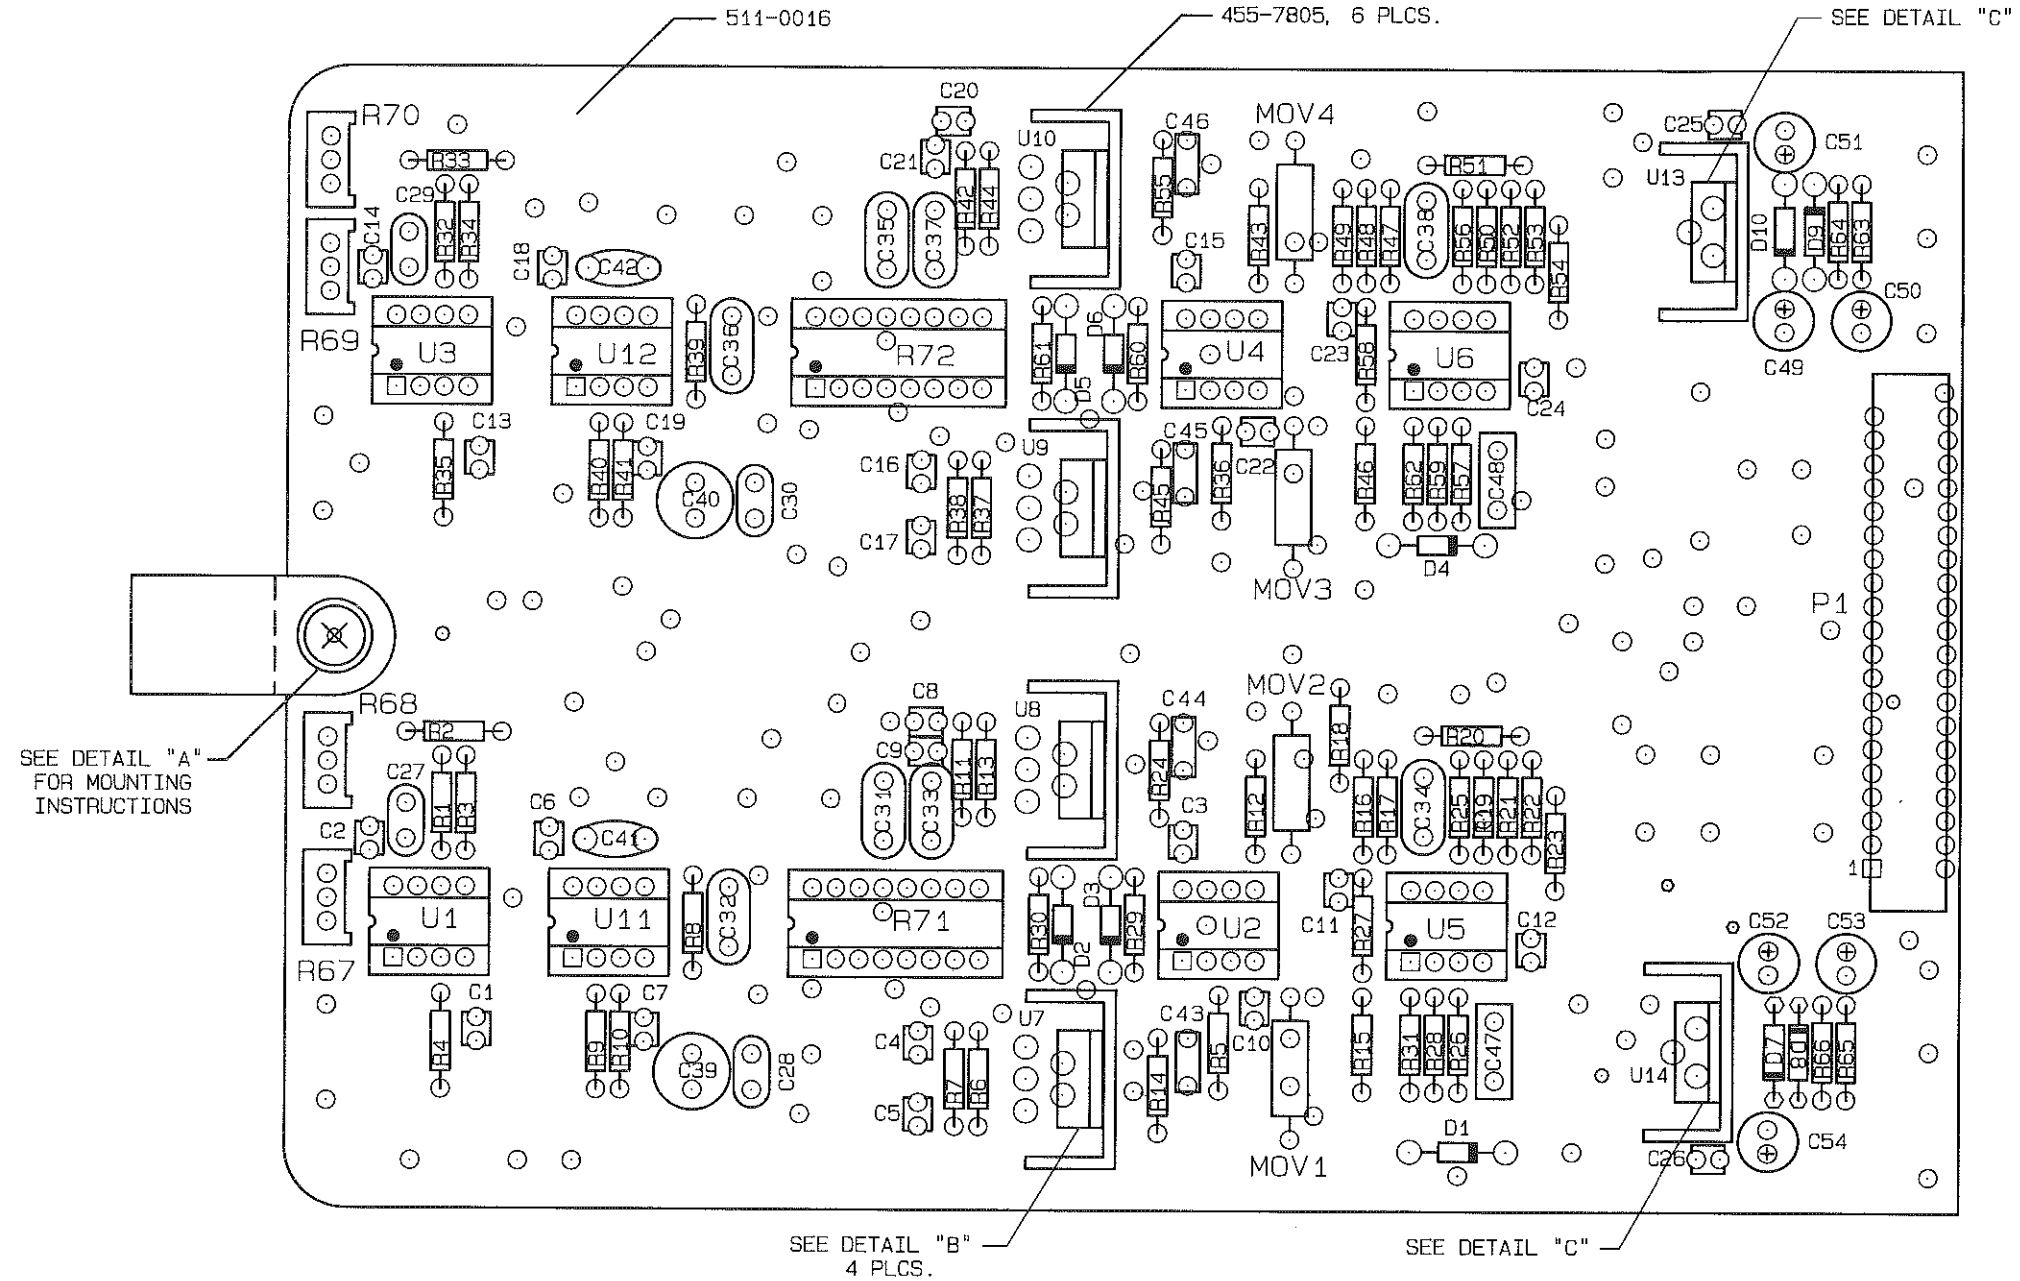 511-0016
455-7805, 6 PLCS.
SEE DETAIL "C"
R70
R33
C29
C14
R32
R34
C18
C42
R69
U3
U12
R39
C36
R72
C20
C21
R42
R44
C35
C37
U10
R55
C46
C15
MOV4
R43
R49
R48
R47
C38
R51
R56
R50
R52
R53
R54
C25
C51
U13
D10
D9
R64
R63
C50
C49
R61
D5
D6
R60
U4
C23
R58
U6
C24
R35
C13
R40
R41
C19
C40
C30
C16
C17
R38
R37
U9
R45
C45
R36
C22
MOV3
R46
R62
R59
R57
C48
D4
P1
1
SEE DETAIL "A"
FOR MOUNTING
INSTRUCTIONS
R68
R2
C27
C2
R1
R3
C6
C41
R67
U1
U11
R8
C32
R71
C8
C9
R11
R13
C31
C33
U8
R24
C44
C3
MOV2
R12
R18
R16
R17
C34
R20
R25
R19
R21
R22
R23
R30
D2
D3
R29
U2
C11
R27
U5
C12
C52
C53
R4
C1
R9
R10
C7
C39
C28
C4
C5
R7
R6
U7
R14
C43
R5
C10
MOV1
R15
R31
R28
R26
C47
D1
U14
D7
D8
R66
R65
C54
C26
SEE DETAIL "B"
4 PLCS.
SEE DETAIL "C"